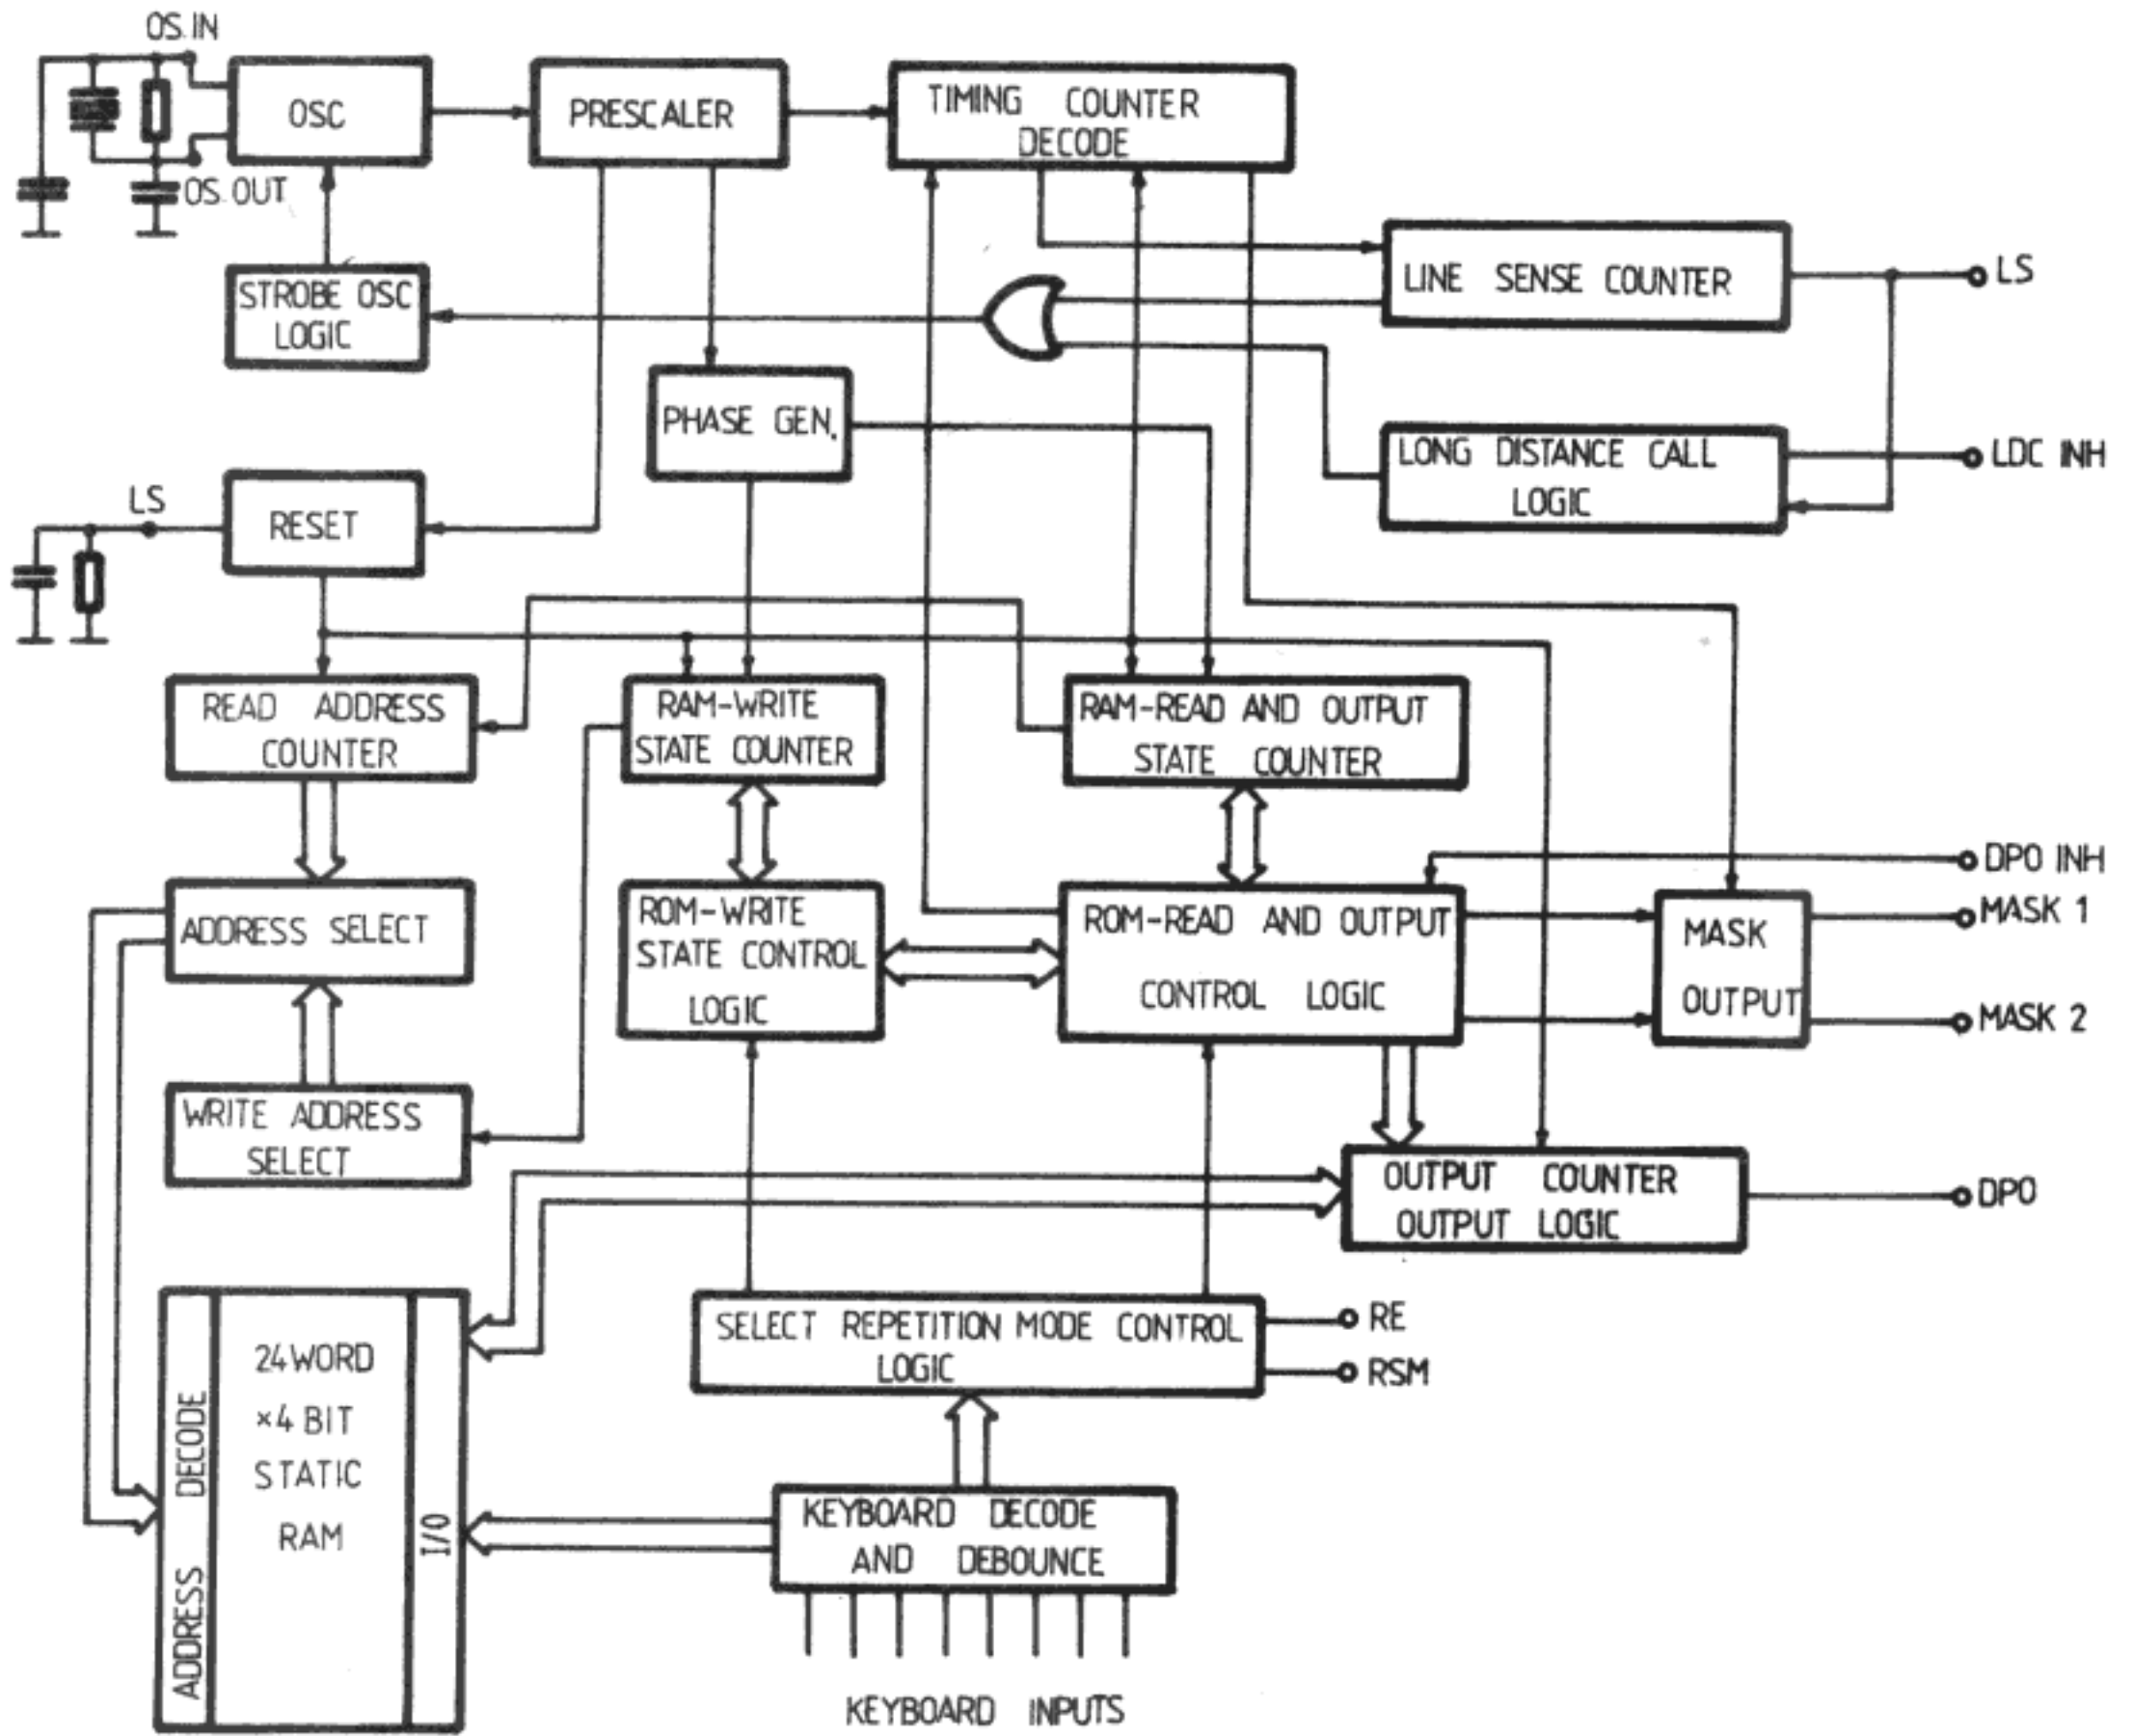 OS.IN
OSC
PRESCALER
TIMING COUNTER
DECODE
OS.OUT
STROBE OSC
LOGIC
LINE SENSE COUNTER
LS
PHASE GEN.
LONG DISTANCE CALL
LOGIC
LDC INH
LS
RESET
READ ADDRESS
COUNTER
RAM-WRITE
STATE COUNTER
RAM-READ AND OUTPUT
STATE COUNTER
DPO INH
ADDRESS SELECT
ROM-WRITE
STATE CONTROL
LOGIC
ROM-READ AND OUTPUT
CONTROL LOGIC
MASK
OUTPUT
MASK 1
MASK 2
WRITE ADDRESS
SELECT
OUTPUT COUNTER
OUTPUT LOGIC
DPO
SELECT REPETITION MODE CONTROL
LOGIC
RE
RSM
ADDRESS DECODE
24 WORD
×4 BIT
STATIC
RAM
I/O
KEYBOARD DECODE
AND DEBOUNCE
KEYBOARD INPUTS